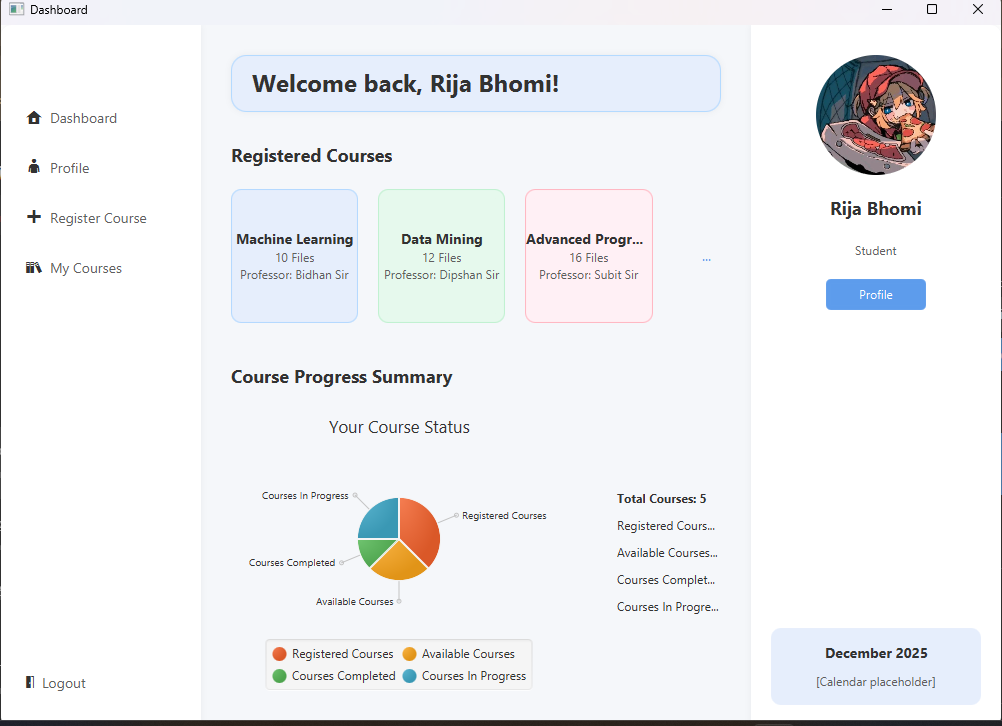 Dashboard
Dashboard
Profile
Register Course
My Courses
Logout
Welcome back, Rija Bhomi!
Registered Courses
Machine Learning
10 Files
Professor: Bidhan Sir
Data Mining
12 Files
Professor: Dipshan Sir
Advanced Progr...
16 Files
Professor: Subit Sir
...
Course Progress Summary
Your Course Status
Courses In Progress
Registered Courses
Courses Completed
Available Courses
Registered Courses
Available Courses
Courses Completed
Courses In Progress
Total Courses: 5
Registered Cours...
Available Courses...
Courses Complet...
Courses In Progre...
Rija Bhomi
Student
Profile
December 2025
[Calendar placeholder]